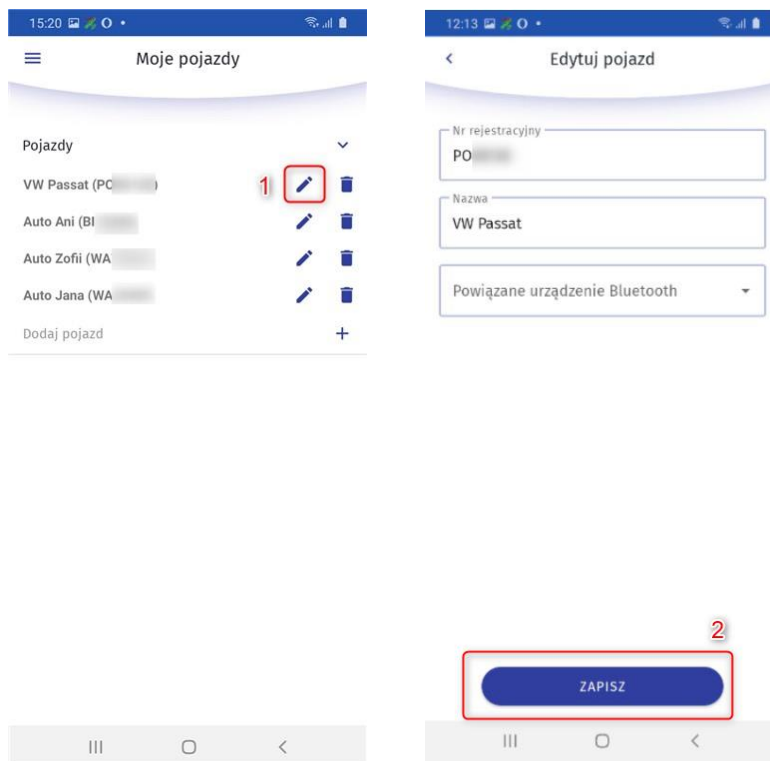 15:20
Moje pojazdy
Pojazdy
VW Passat (PO )
1
Auto Ani (BI
Auto Zofii (WA
Auto Jana (WA
Dodaj pojazd
12:13
Edytuj pojazd
Nr rejestracyjny
PO
Nazwa
VW Passat
Powiązane urządzenie Bluetooth
2
ZAPISZ